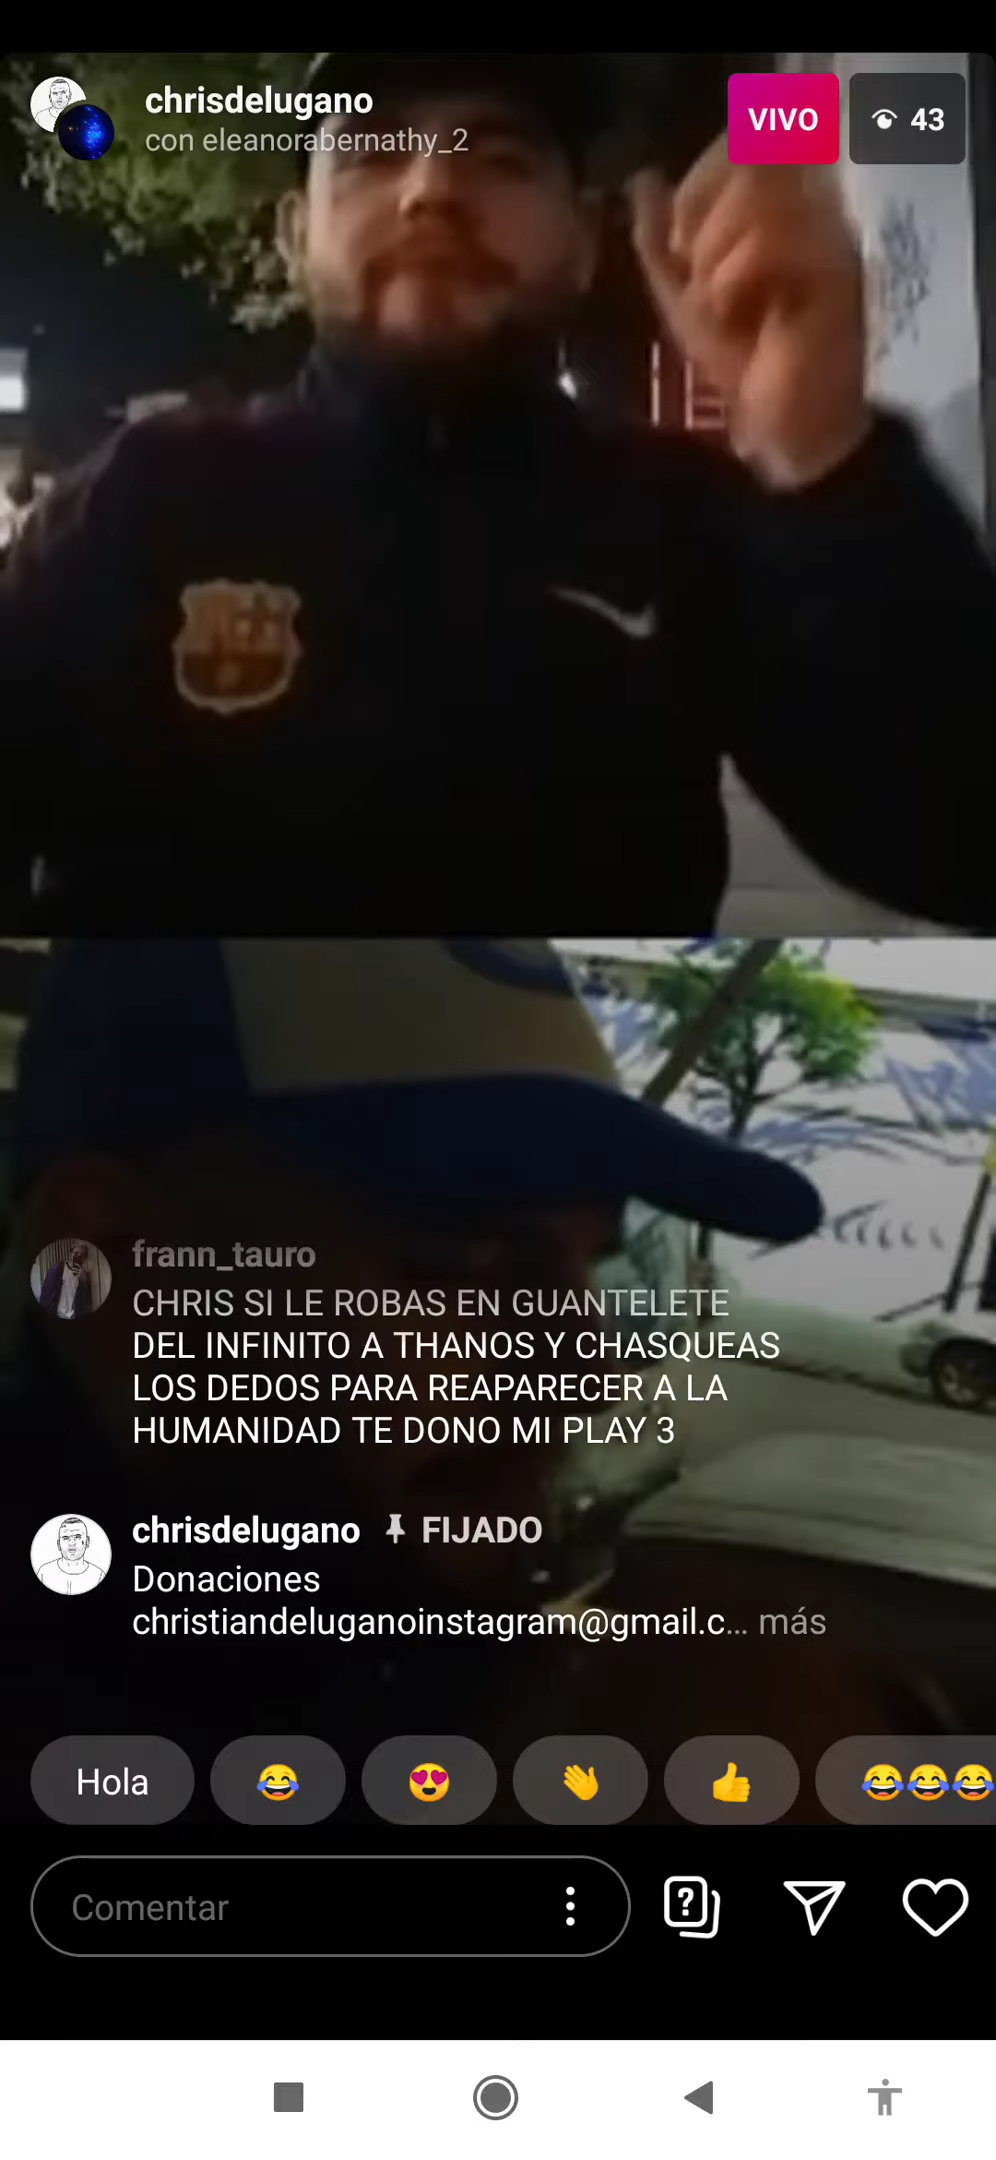 chrisdelugano
con eleanorabernathy_2
VIVO
43
frann_tauro
CHRIS SI LE ROBAS EN GUANTELETE
DEL INFINITO A THANOS Y CHASQUEAS
LOS DEDOS PARA REAPARECER A LA
HUMANIDAD TE DONO MI PLAY 3
chrisdelugano FIJADO
Donaciones
christiandeluganoinstagram@gmail.c... más
Hola
Comentar